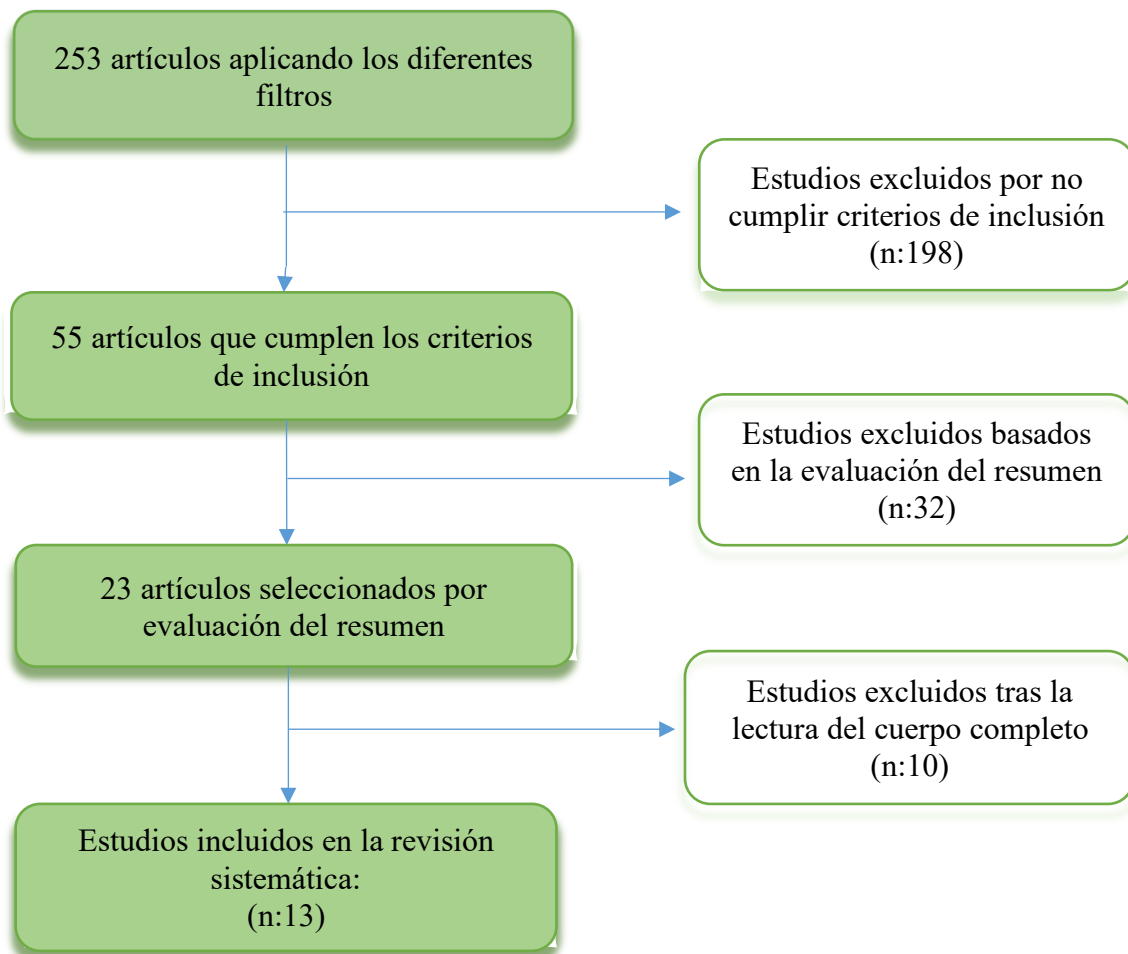 253 artículos aplicando los diferentes
filtros
Estudios excluidos por no
cumplir criterios de inclusión
(n:198)
55 artículos que cumplen los criterios
de inclusión
Estudios excluidos basados
en la evaluación del resumen
(n:32)
23 artículos seleccionados por
evaluación del resumen
Estudios excluidos tras la
lectura del cuerpo completo
(n:10)
Estudios incluidos en la revisión
sistemática:
(n:13)